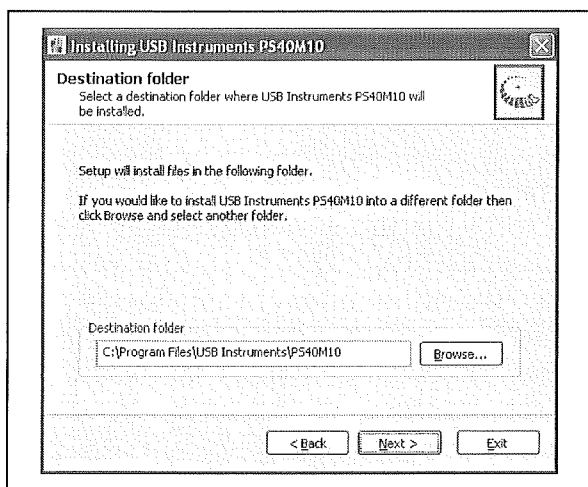 Installing USB Instruments PS40M10
Destination folder
Select a destination folder where USB Instruments PS40M10 will
be installed.
Setup will install files in the following folder.
If you would like to install USB Instruments PS40M10 into a different folder then
click Browse and select another folder.
Destination folder
C:\Program Files\USB Instruments\PS40M10
Browse...
< Back
Next >
Exit